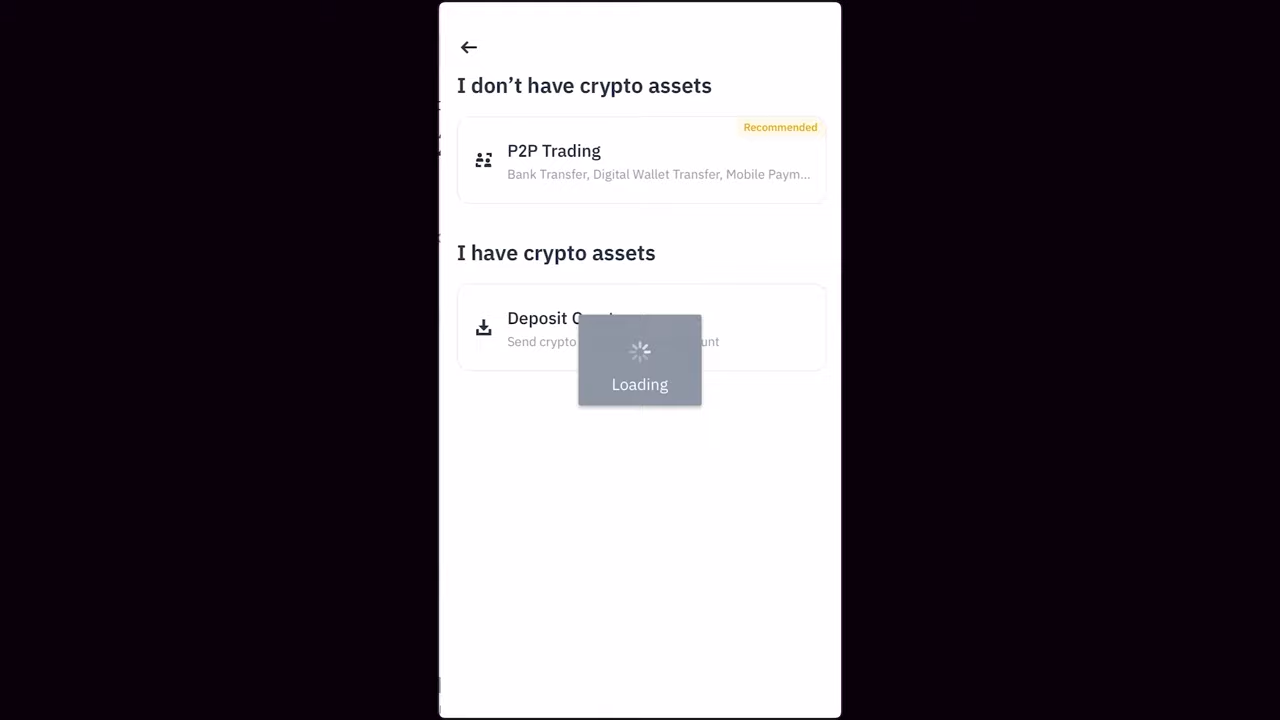 I don’t have crypto assets
Recommended
P2P Trading
Bank Transfer, Digital Wallet Transfer, Mobile Paym...
I have crypto assets
Deposit
Send crypto
Loading